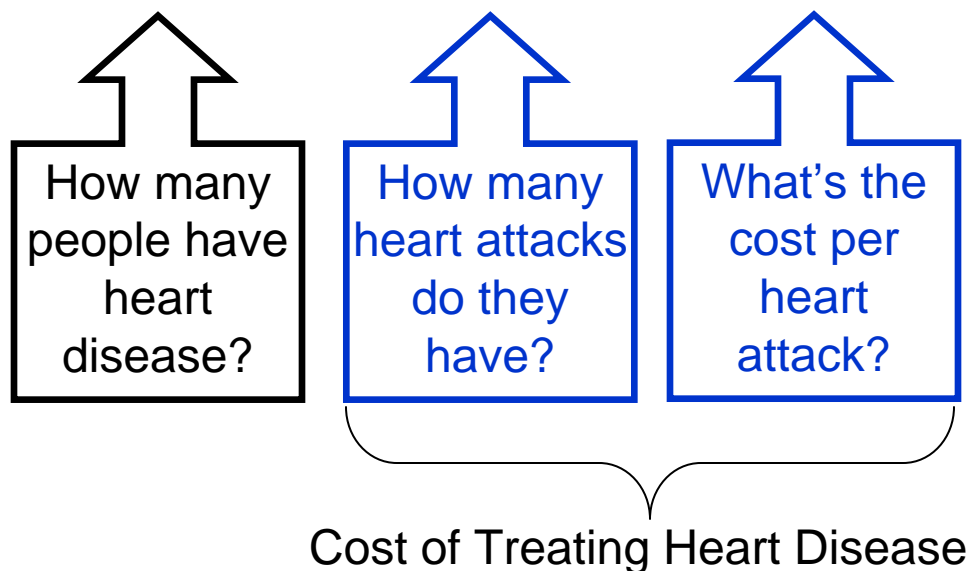 How many
people have
heart
disease?
How many
heart attacks
do they
have?
What's the
cost per
heart
attack?
Cost of Treating Heart Disease